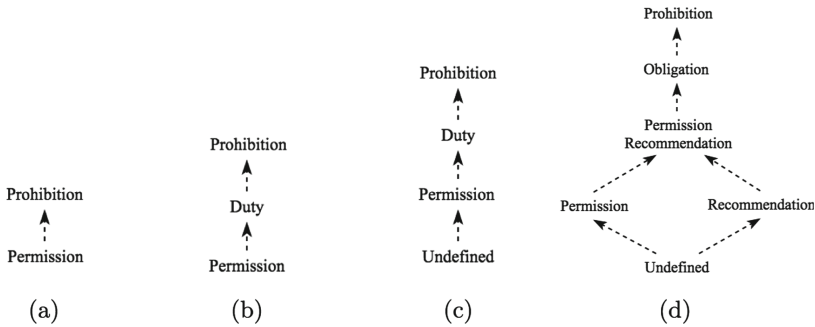 Prohibition
Permission
(a)
Prohibition
Duty
Permission
(b)
Prohibition
Duty
Permission
Undefined
(c)
Prohibition
Obligation
Permission
Recommendation
Permission
Recommendation
Undefined
(d)